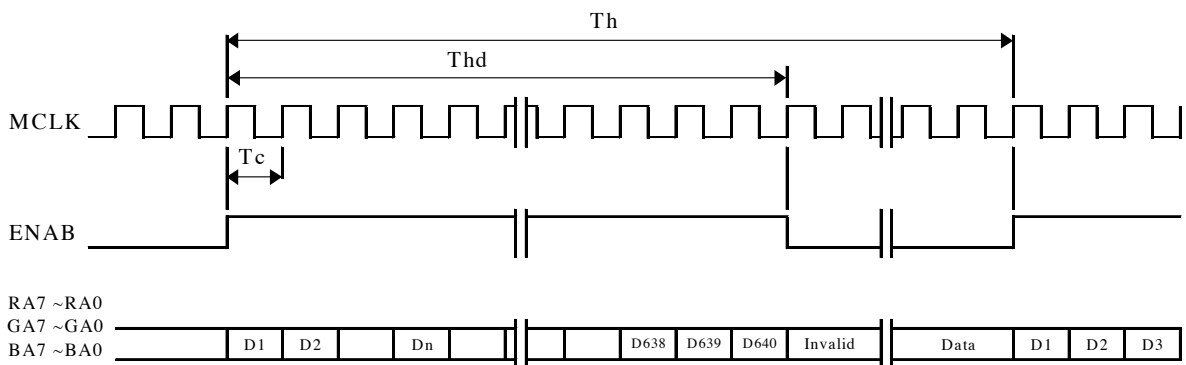 Th
Thd
MCLK
Tc
ENAB
RA7 ~RA0
GA7 ~GA0
BA7 ~BA0
D1 D2 Dn D638 D639 D640 Invalid Data D1 D2 D3